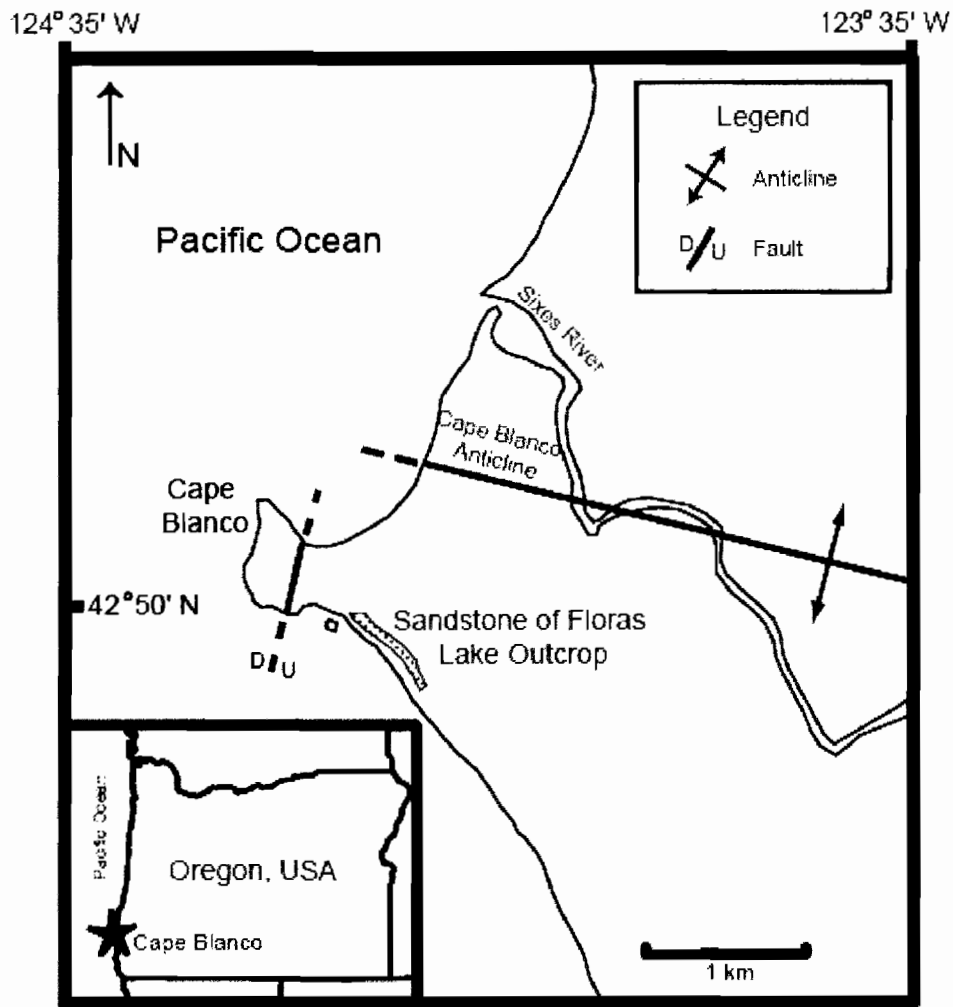 124° 35' W
123° 35' W
N
Legend
Anticline
D U Fault
Pacific Ocean
Sixes River
Cape Blanco
Anticline
Cape
Blanco
42°50' N
Sandstone of Floras
Lake Outcrop
D U
Pacific Ocean
Oregon, USA
Cape Blanco
1 km